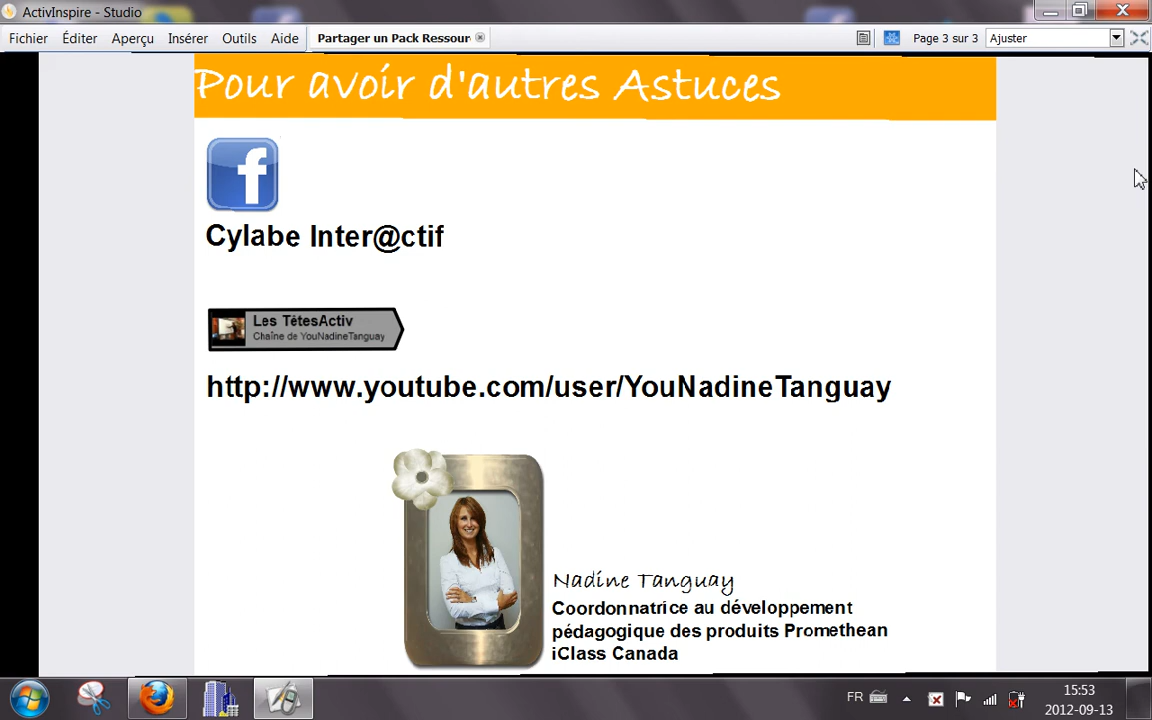 ActivInspire - Studio
Fichier Éditer Aperçu Insérer Outils Aide Partager un Pack Ressour Page 3 sur 3 Ajuster
Pour avoir d'autres Astuces
f
Cylabe Inter@ctif
Les TêtesActiv
Chaîne de YouNadineTanguay
http://www.youtube.com/user/YouNadineTanguay
Nadine Tanguay
Coordonnatrice au développement
pédagogique des produits Promethean
iClass Canada
FR
15:53
2012-09-13